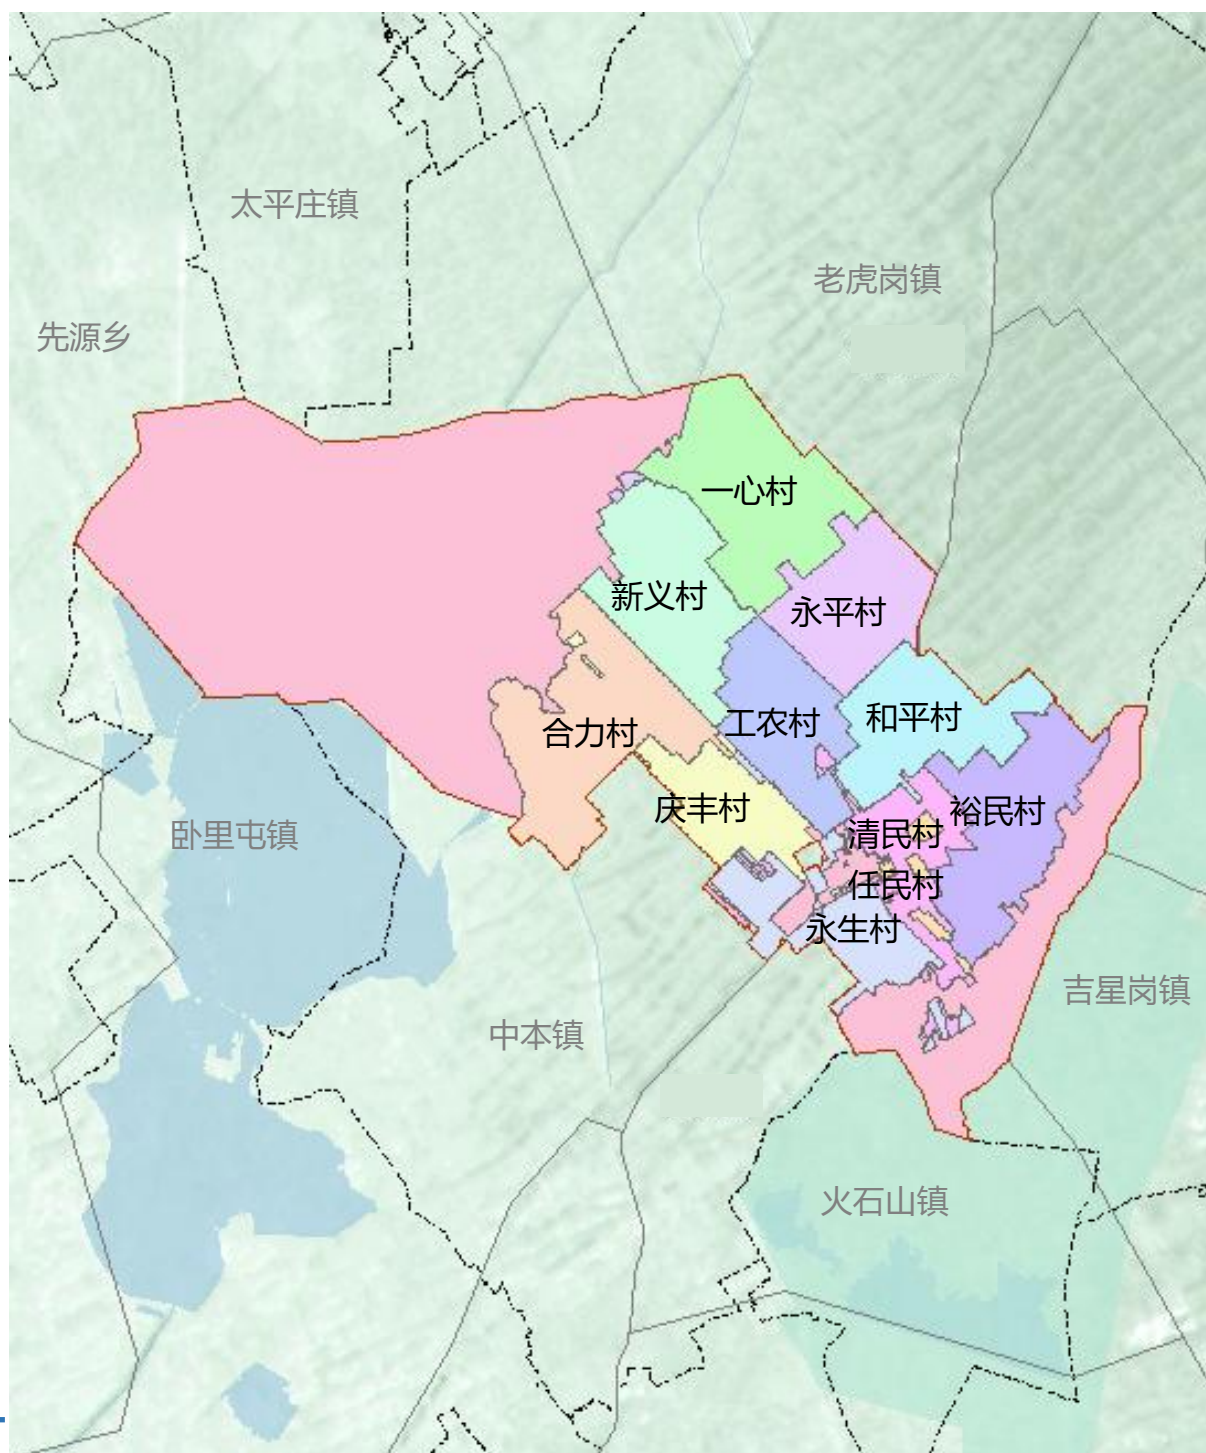 太平庄镇
老虎岗镇
先源乡
一心村
新义村
永平村
工农村
和平村
合力村
庆丰村
裕民村
清民村
卧里屯镇
任民村
永生村
吉星岗镇
中本镇
火石山镇